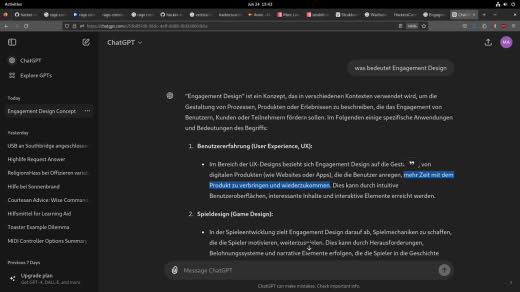 Activities
Jun 24 19:43
ChatGPT
ChatGPT
Explore GPTs
Today
Engagement Design Concept
Yesterday
USB an Southbridge angeschlossen
Highlife Request Answer
ReligionsHass bei Offizieren variiert
Hilfe bei Sonnenbrand
Courtesan Advice: Wise Command
Hilfsmittel for Learning Aid
Toaster Example Dilemma
MIDI Controller Options Summary
Previous 7 Days
Upgrade plan
Get GPT-4, DALL·E, and more
ChatGPT
MA
was bedeutet Engagement Design
"Engagement Design" ist ein Konzept, das in verschiedenen Kontexten verwendet wird, um die
Gestaltung von Prozessen, Produkten oder Erlebnissen zu beschreiben, die das Engagement von
Benutzern, Kunden oder Teilnehmern fördern soll. Im Folgenden einige spezifische Anwendungen
und Bedeutungen des Begriffs:
1. Benutzererfahrung (User Experience, UX):
Im Bereich der UX-Designs bezieht sich Engagement Design auf die Gest , von
digitalen Produkten (wie Websites oder Apps), die die Benutzer anregen, mehr Zeit mit dem
Produkt zu verbringen und wiederzukommen. Dies kann durch intuitive
Benutzeroberflächen, interessante Inhalte und interaktive Elemente erreicht werden.
2. Spieldesign (Game Design):
In der Spieleentwicklung zielt Engagement Design darauf ab, Spielmechaniken zu schaffen,
die die Spieler motivieren, weiterzuspielen. Dies kann durch Herausforderungen,
Belohnungssysteme und narrative Elemente erfolgen, die die Spieler in die Geschichte
Message ChatGPT
ChatGPT can make mistakes. Check important info.